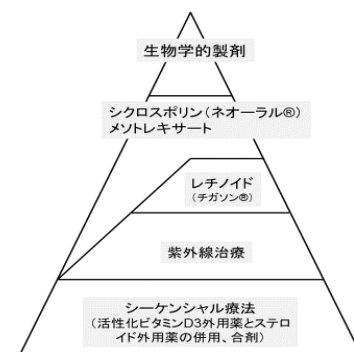 生物学的製剤
シクロスポリン(ネオーラル®)
メソトレキサート
レチノイド
(チガソン®)
紫外線治療
シーケンシャル療法
(活性化ビタミンD3外用薬とステロ
イド外用薬の併用、合剤)